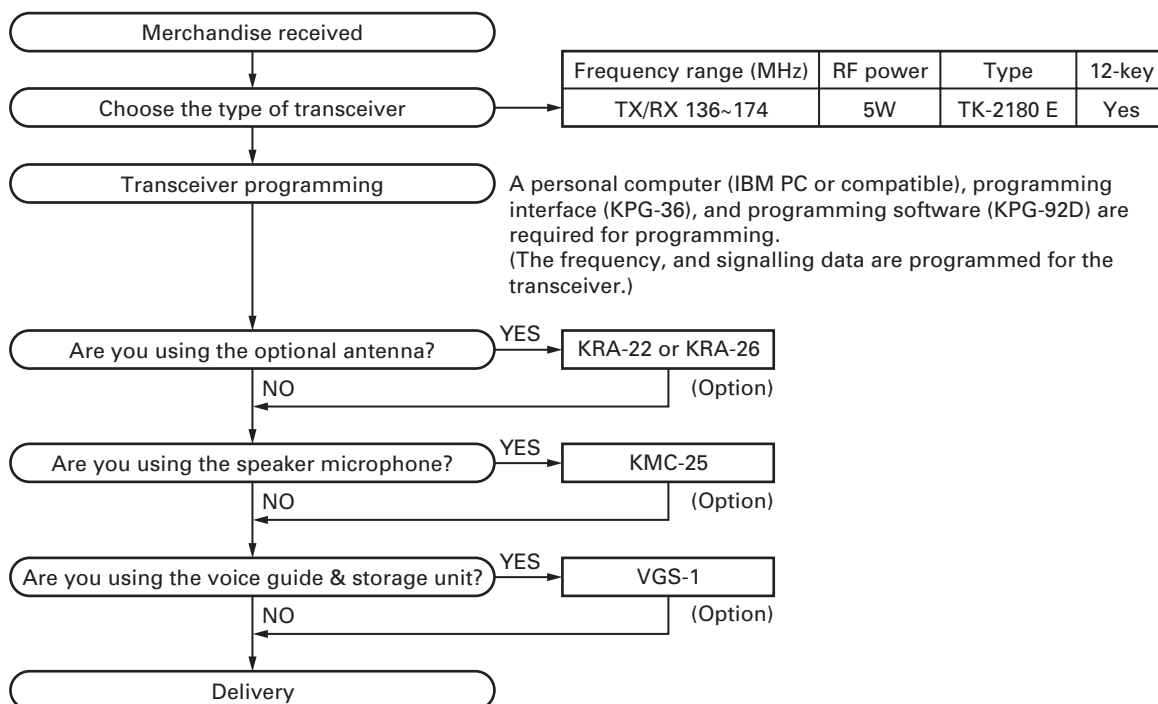 Merchandise received
Choose the type of transceiver
Frequency range (MHz) RF power Type 12-key
TX/RX 136~174 5W TK-2180 E Yes
Transceiver programming
A personal computer (IBM PC or compatible), programming
interface (KPG-36), and programming software (KPG-92D) are
required for programming.
(The frequency, and signalling data are programmed for the
transceiver.)
Are you using the optional antenna?
YES
KRA-22 or KRA-26
NO
(Option)
Are you using the speaker microphone?
YES
KMC-25
NO
(Option)
Are you using the voice guide & storage unit?
YES
VGS-1
NO
(Option)
Delivery